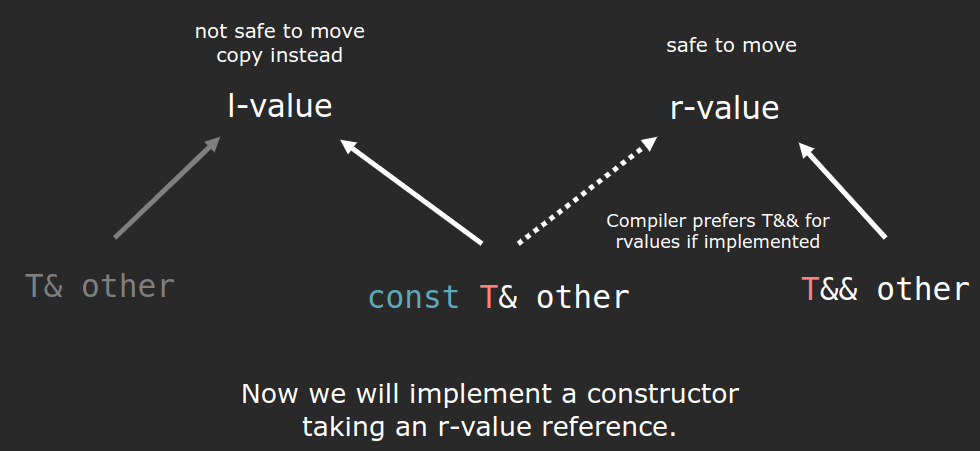 not safe to move
copy instead
safe to move
l-value
r-value
Compiler prefers T&& for
rvalues if implemented
T& other
const T& other
T&& other
Now we will implement a constructor
taking an r-value reference.